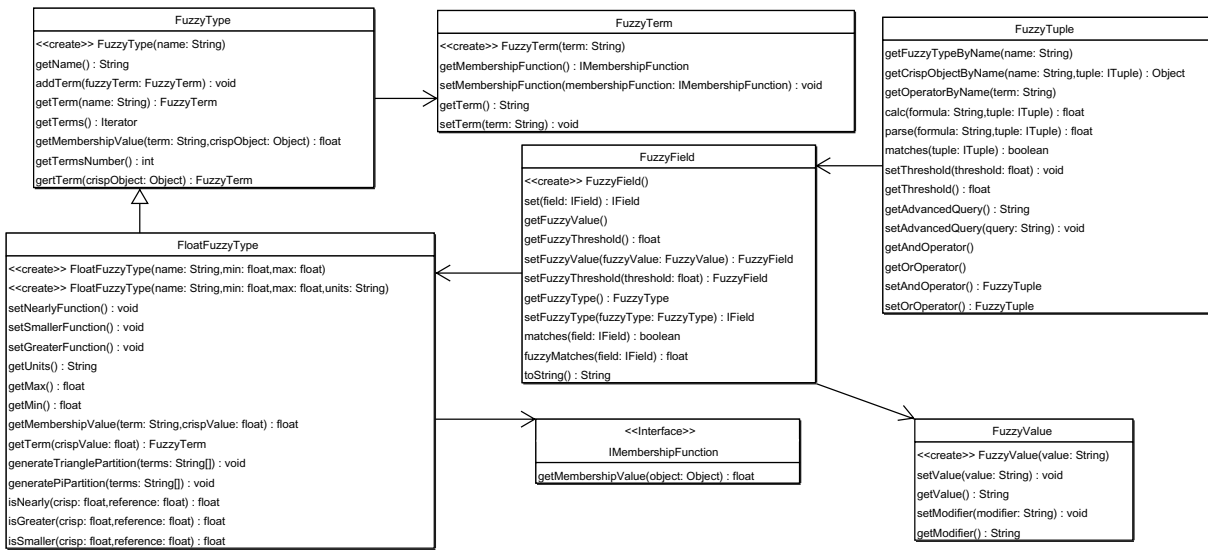 FuzzyType
<<create>> FuzzyType(name: String)
getName() : String
addTerm(fuzzyTerm: FuzzyTerm) : void
getTerm(name: String) : FuzzyTerm
getTerms() : Iterator
getMembershipValue(term: String,crispObject: Object) : float
getTermsNumber() : int
gertTerm(crispObject: Object) : FuzzyTerm
FuzzyTerm
<<create>> FuzzyTerm(term: String)
getMembershipFunction() : IMembershipFunction
setMembershipFunction(membershipFunction: IMembershipFunction) : void
getTerm() : String
setTerm(term: String) : void
FuzzyTuple
getFuzzyTypeByName(name: String)
getCrispObjectByName(name: String,tuple: ITuple) : Object
getOperatorByName(term: String)
calc(formula: String,tuple: ITuple) : float
parse(formula: String,tuple: ITuple) : float
matches(tuple: ITuple) : boolean
setThreshold(threshold: float) : void
getThreshold() : float
getAdvancedQuery() : String
setAdvancedQuery(query: String) : void
getAndOperator()
getOrOperator()
setAndOperator() : FuzzyTuple
setOrOperator() : FuzzyTuple
FuzzyField
<<create>> FuzzyField()
set(field: IField) : IField
getFuzzyValue()
getFuzzyThreshold() : float
setFuzzyValue(fuzzyValue: FuzzyValue) : FuzzyField
setFuzzyThreshold(threshold: float) : FuzzyField
getFuzzyType() : FuzzyType
setFuzzyType(fuzzyType: FuzzyType) : IField
matches(field: IField) : boolean
fuzzyMatches(field: IField) : float
toString() : String
FloatFuzzyType
<<create>> FloatFuzzyType(name: String,min: float,max: float)
<<create>> FloatFuzzyType(name: String,min: float,max: float,units: String)
setNearlyFunction() : void
setSmallerFunction() : void
setGreaterFunction() : void
getUnits() : String
getMax() : float
getMin() : float
getMembershipValue(term: String,crispValue: float) : float
getTerm(crispValue: float) : FuzzyTerm
generateTrianglePartition(terms: String[]) : void
generatePiPartition(terms: String[]) : void
isNearly(crisp: float,reference: float) : float
isGreater(crisp: float,reference: float) : float
isSmaller(crisp: float,reference: float) : float
<<Interface>>
IMembershipFunction
getMembershipValue(object: Object) : float
FuzzyValue
<<create>> FuzzyValue(value: String)
setValue(value: String) : void
getValue() : String
setModifier(modifier: String) : void
getModifier() : String